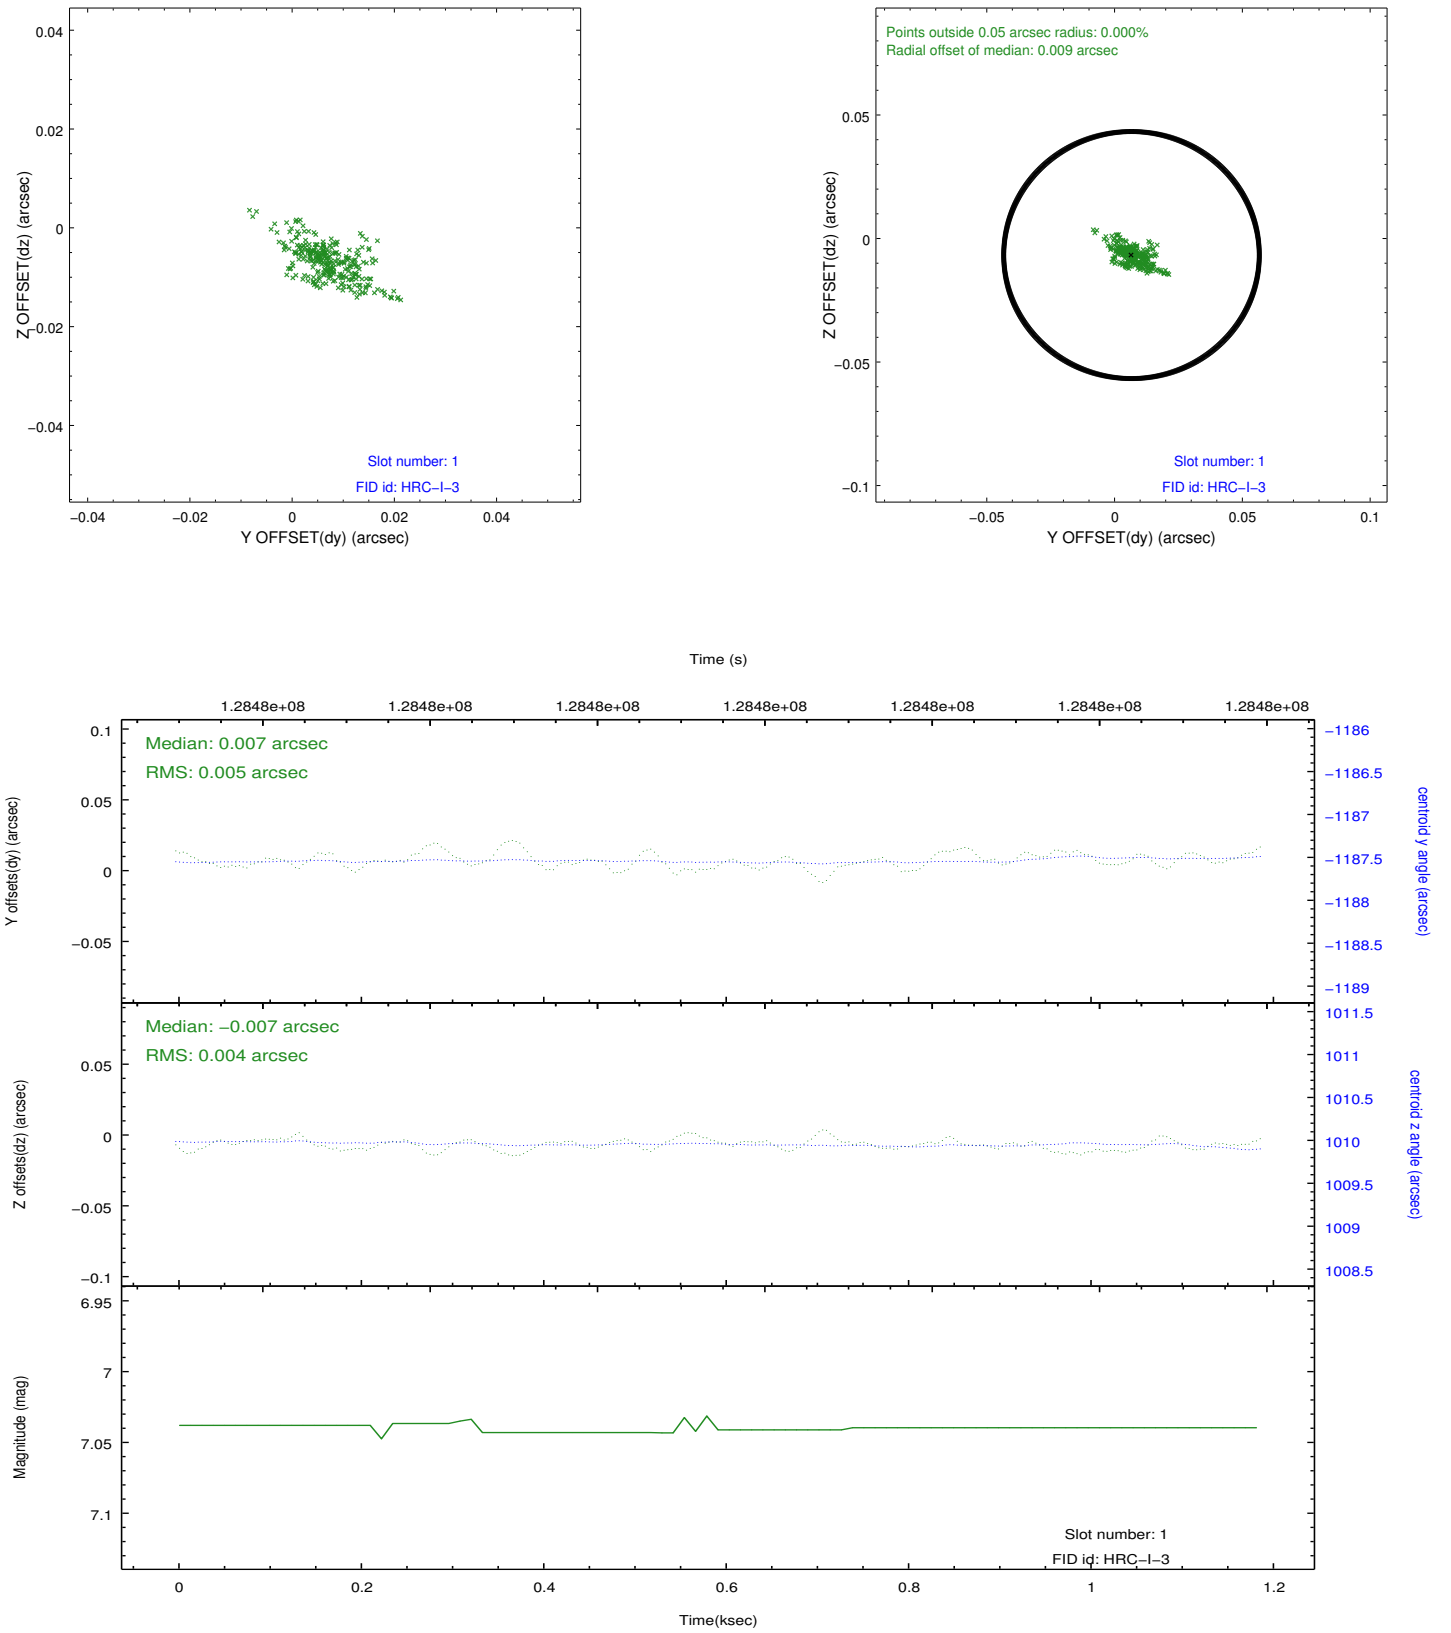 0.04
0.02
0
−0.02
−0.04
Z OFFSET(dz) (arcsec)
Slot number: 1
FID id: HRC−I−3
−0.04 −0.02 0 0.02 0.04
Y OFFSET(dy) (arcsec)
Points outside 0.05 arcsec radius: 0.000%
Radial offset of median: 0.009 arcsec
0.05
0
−0.05
−0.1
Z OFFSET(dz) (arcsec)
Slot number: 1
FID id: HRC−I−3
−0.05 0 0.05 0.1
Y OFFSET(dy) (arcsec)
Time (s)
1.2848e+08 1.2848e+08 1.2848e+08 1.2848e+08 1.2848e+08 1.2848e+08 1.2848e+08
Median: 0.007 arcsec
RMS: 0.005 arcsec
0.1
0.05
0
−0.05
Y offsets(dy) (arcsec)
−1186
−1186.5
−1187
−1187.5
−1188
−1188.5
−1189
centroid y angle (arcsec)
Median: −0.007 arcsec
RMS: 0.004 arcsec
0.05
0
−0.05
−0.1
Z offsets(dz) (arcsec)
1011.5
1011
1010.5
1010
1009.5
1009
1008.5
centroid z angle (arcsec)
6.95
7
7.05
7.1
Magnitude (mag)
Slot number: 1
FID id: HRC−I−3
0 0.2 0.4 0.6 0.8 1 1.2
Time(ksec)